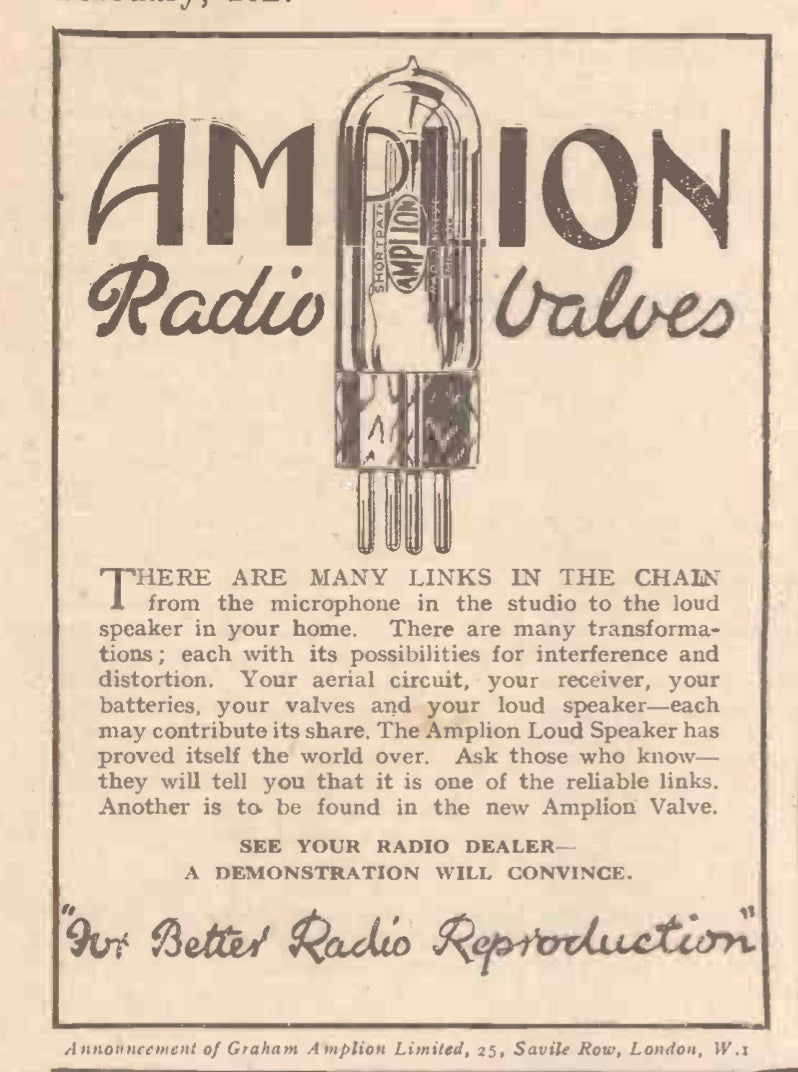 AMPLION
Radio Valves
SHORTPATH
AMPLION
THERE ARE MANY LINKS IN THE CHAIN
from the microphone in the studio to the loud
speaker in your home. There are many transforma-
tions; each with its possibilities for interference and
distortion. Your aerial circuit, your receiver, your
batteries, your valves and your loud speaker—each
may contribute its share. The Amplion Loud Speaker has
proved itself the world over. Ask those who know—
they will tell you that it is one of the reliable links.
Another is to be found in the new Amplion Valve.
SEE YOUR RADIO DEALER—
A DEMONSTRATION WILL CONVINCE.
"For Better Radio Reproduction"
Announcement of Graham Amplion Limited, 25, Savile Row, London, W.1